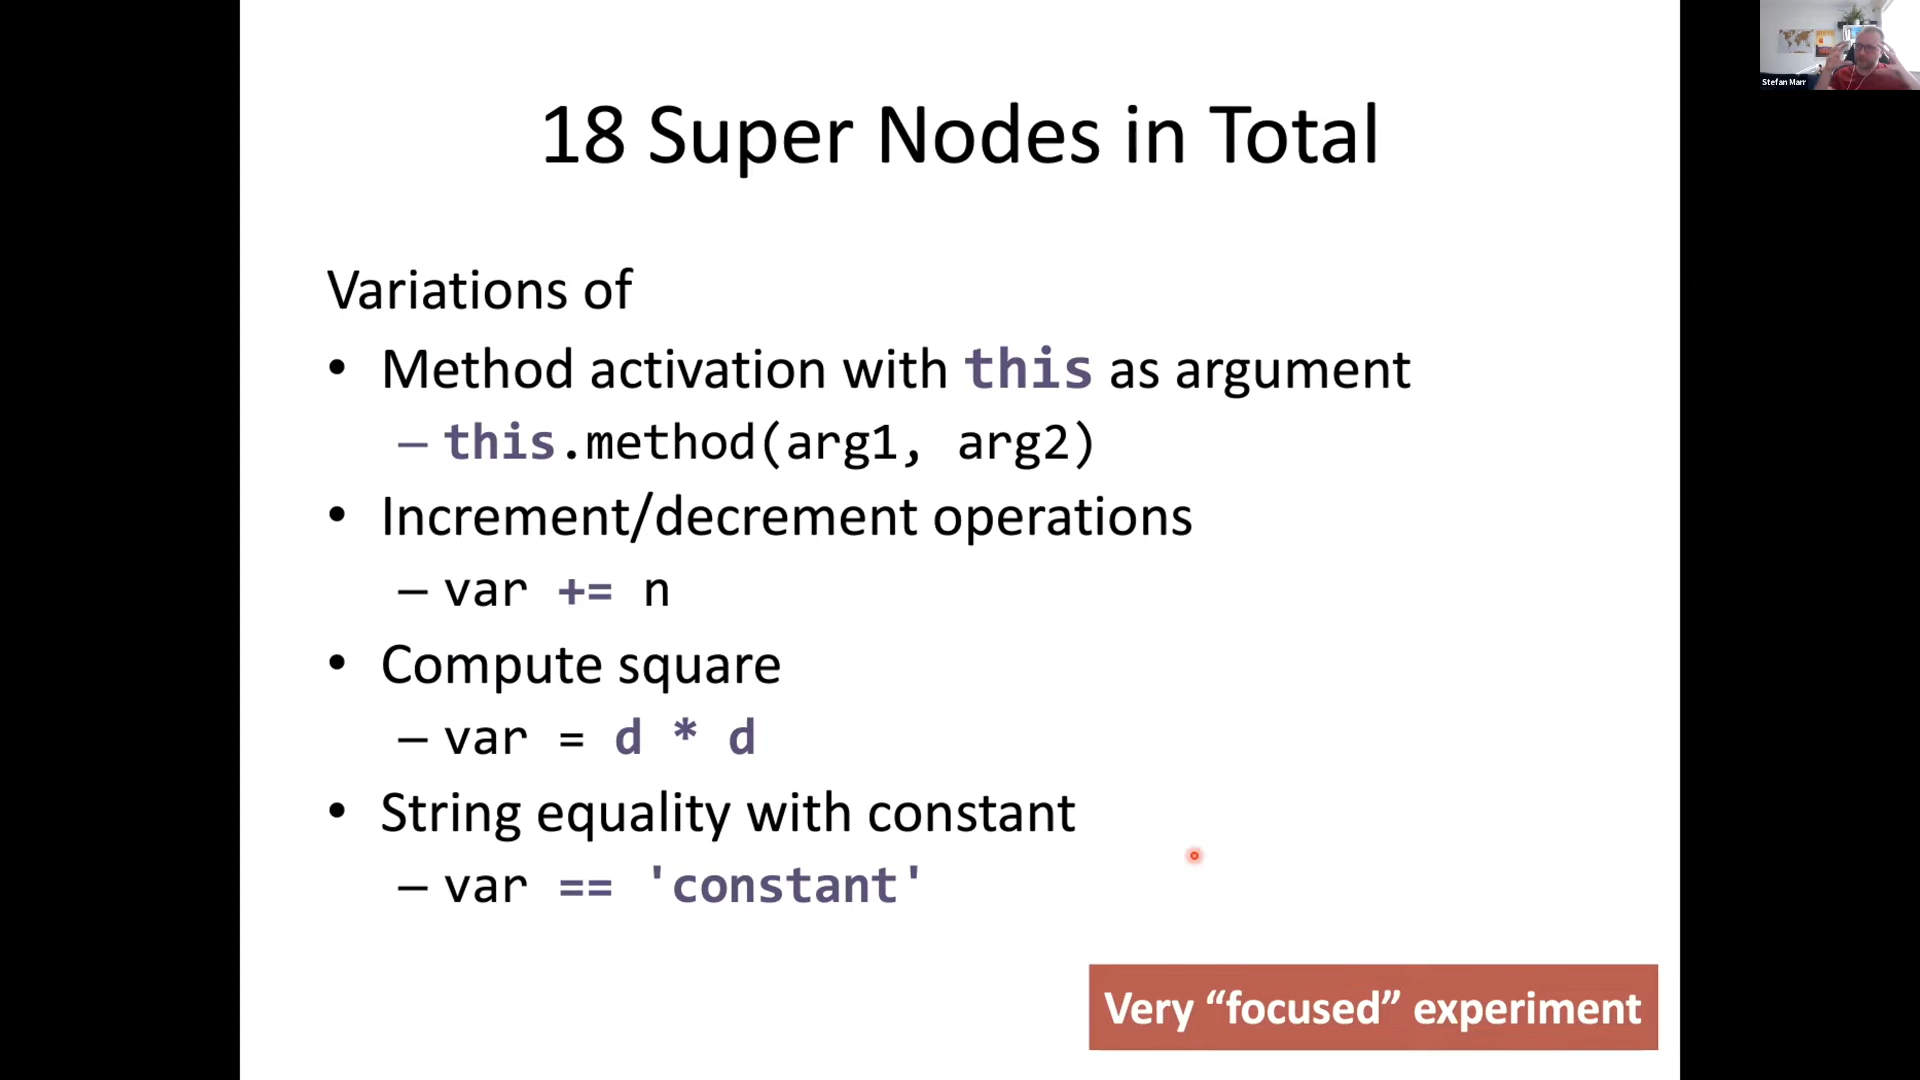 18 Super Nodes in Total
Variations of
• Method activation with this as argument
– this.method(arg1, arg2)
• Increment/decrement operations
– var += n
• Compute square
– var = d * d
• String equality with constant
– var == 'constant'
Very “focused” experiment
Stefan Marr